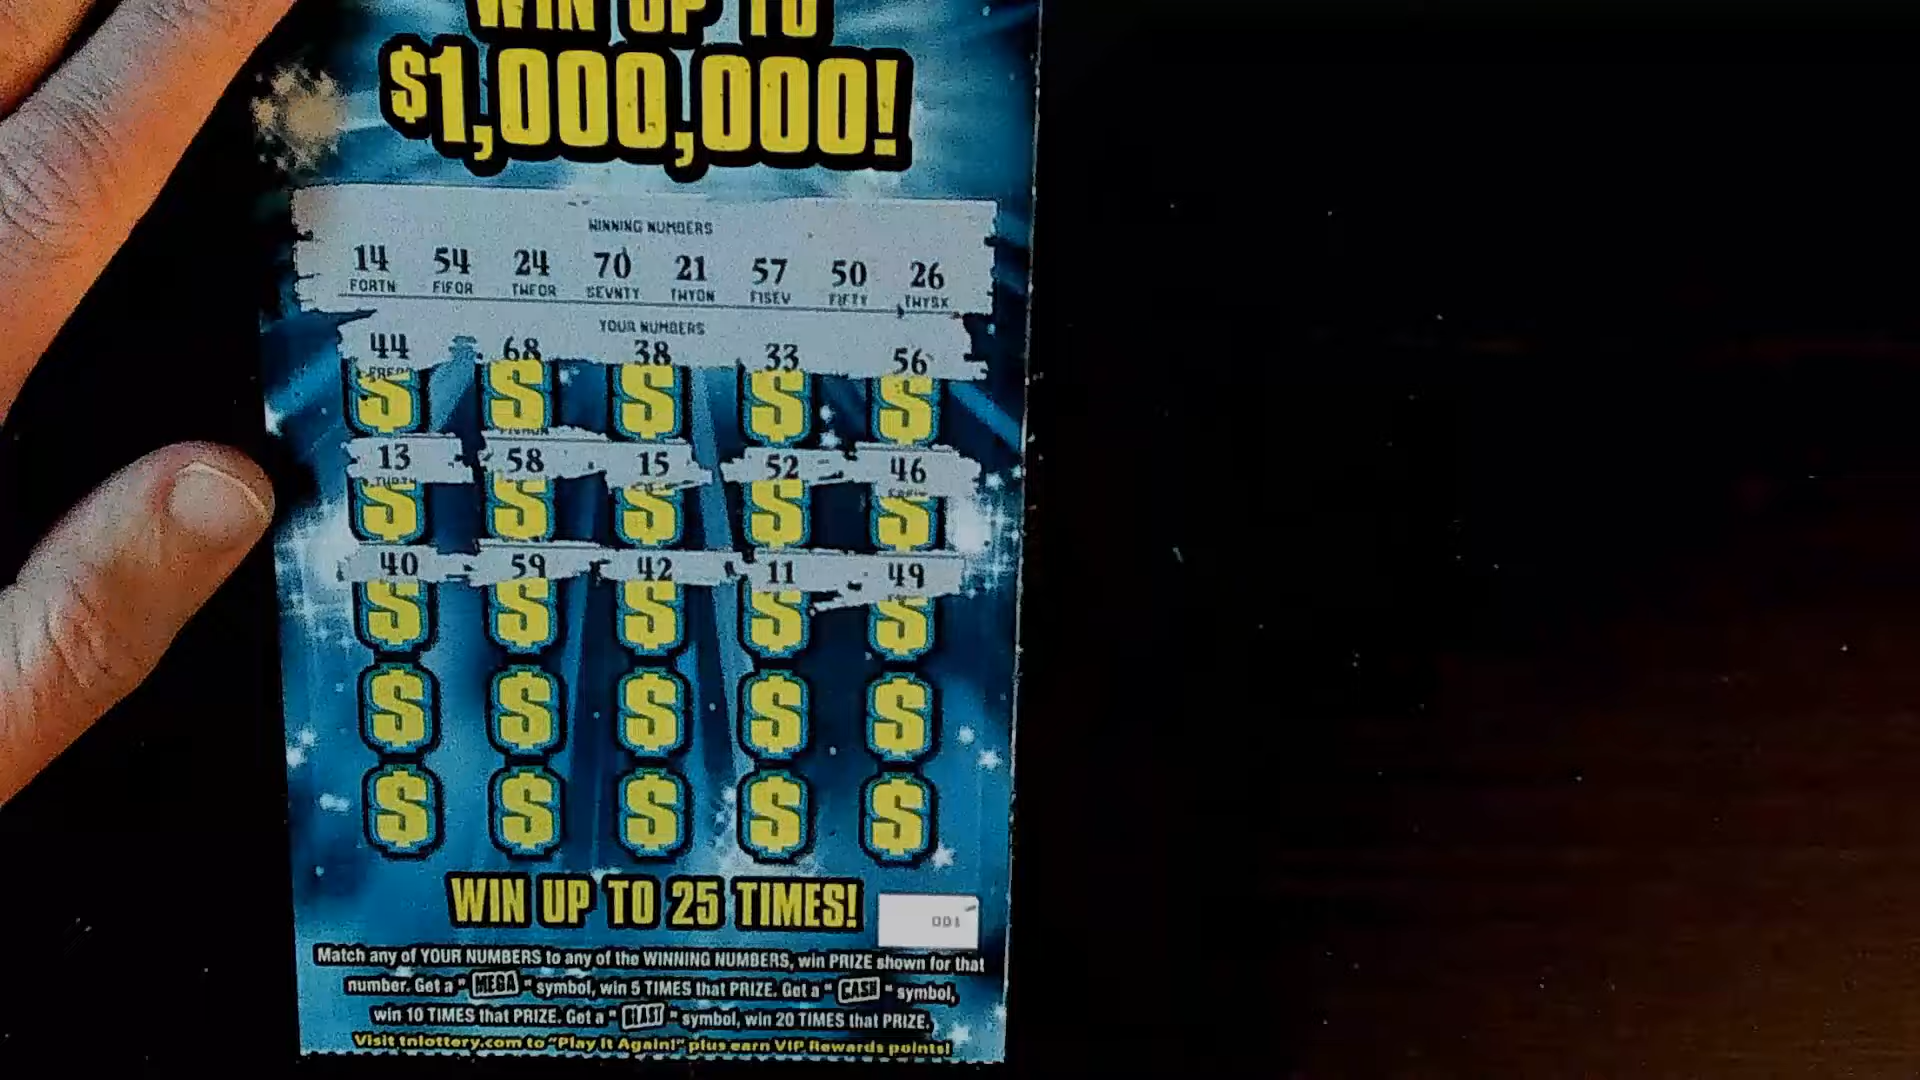 WIN UP TO
$1,000,000!
WINNING NUMBERS
14 54 24 70 21 57 50 26
FORTN FIFOR TWFOR SEVNTY TWYON FISEV FIFTY TWYSX
YOUR NUMBERS
44 68 38 33 56
$ $ $ $ $
13 58 15 52 46
$ $ $ $ $
40 59 42 11 49
$ $ $ $ $
$ $ $ $ $
$ $ $ $ $
WIN UP TO 25 TIMES!
001
Match any of YOUR NUMBERS to any of the WINNING NUMBERS, win PRIZE shown for that
number. Get a "MEGA" symbol, win 5 TIMES that PRIZE. Get a "CASH" symbol,
win 10 TIMES that PRIZE. Get a "BLAST" symbol, win 20 TIMES that PRIZE.
Visit tnlottery.com to "Play It Again!" plus earn VIP Rewards points!